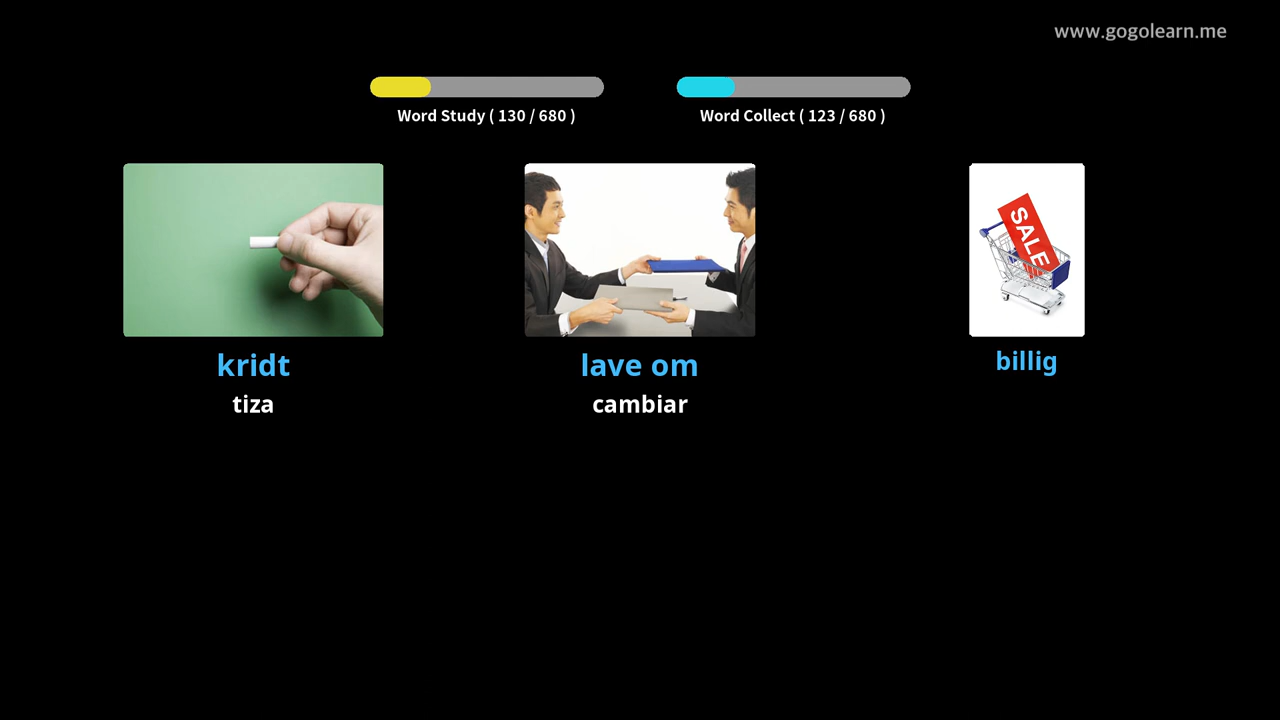 www.gogolearn.me
Word Study ( 130 / 680 )
Word Collect ( 123 / 680 )
SALE
kridt
lave om
billig
tiza
cambiar